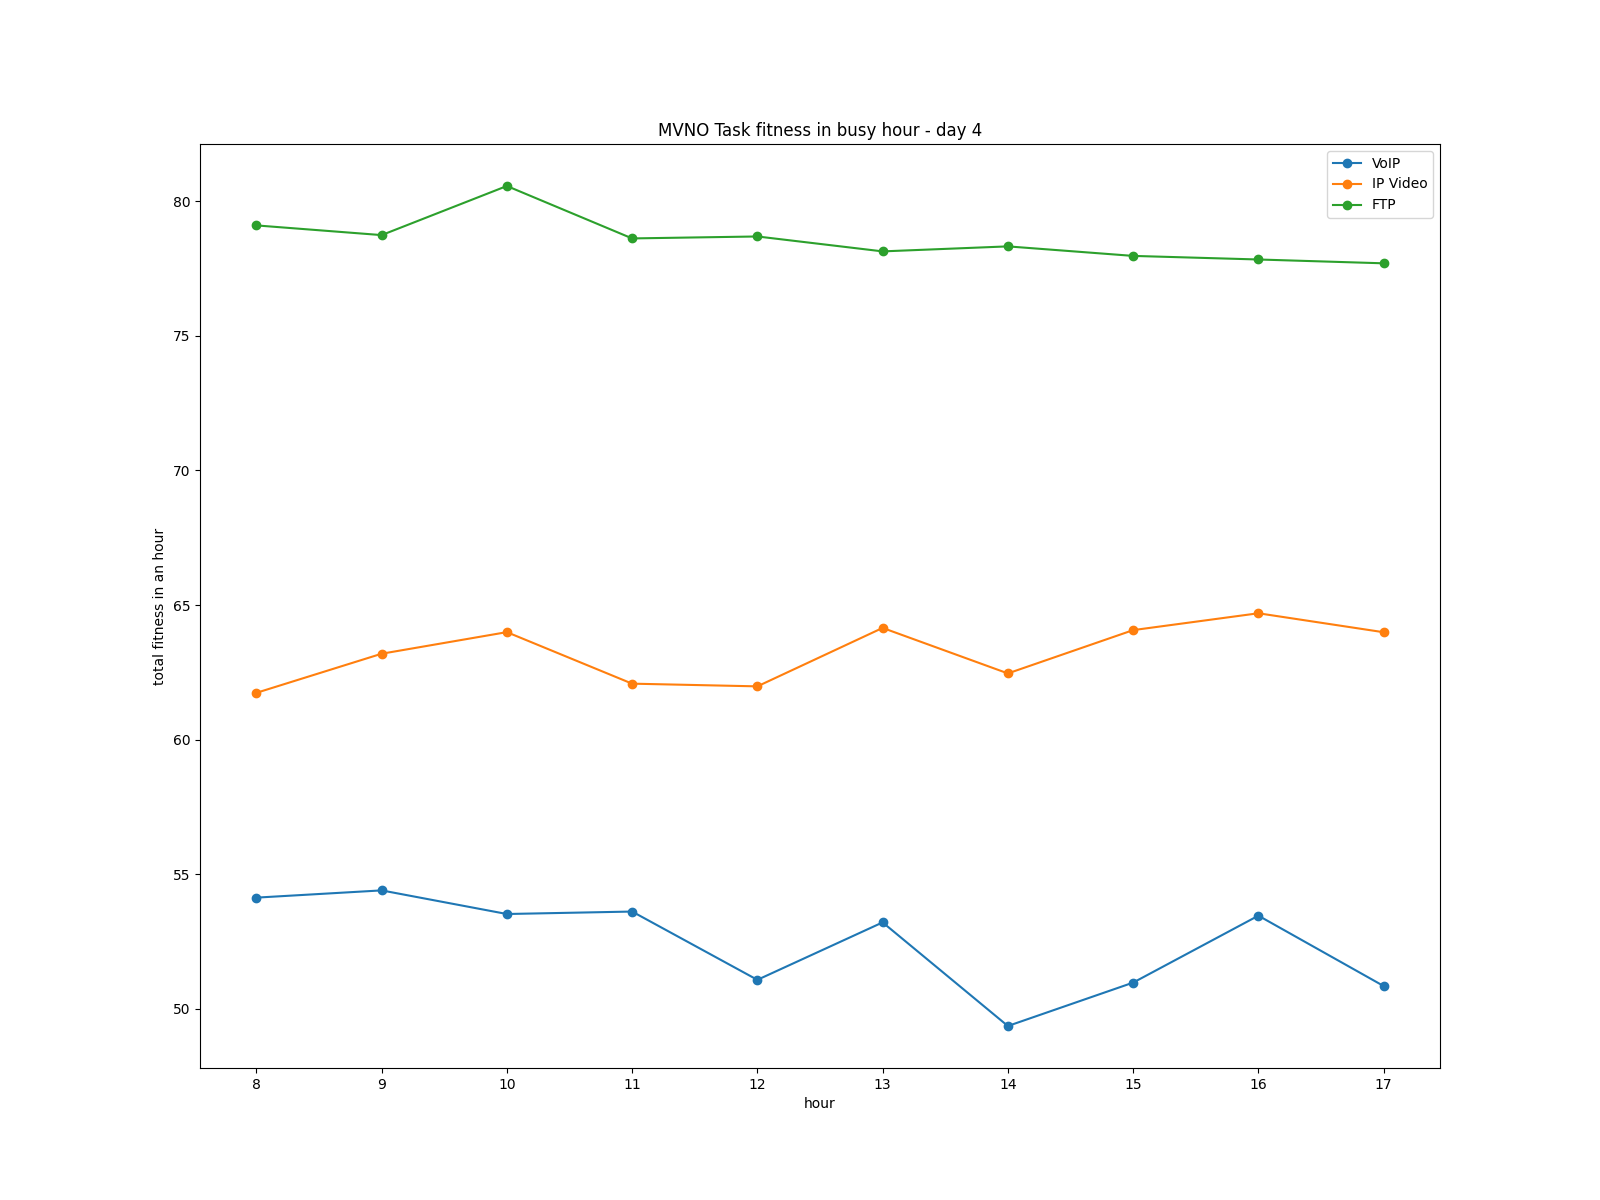 MVNO Task fitness in busy hour - day 4
VoIP
IP Video
FTP
80
75
70
65
60
55
50
total fitness in an hour
8 9 10 11 12 13 14 15 16 17
hour